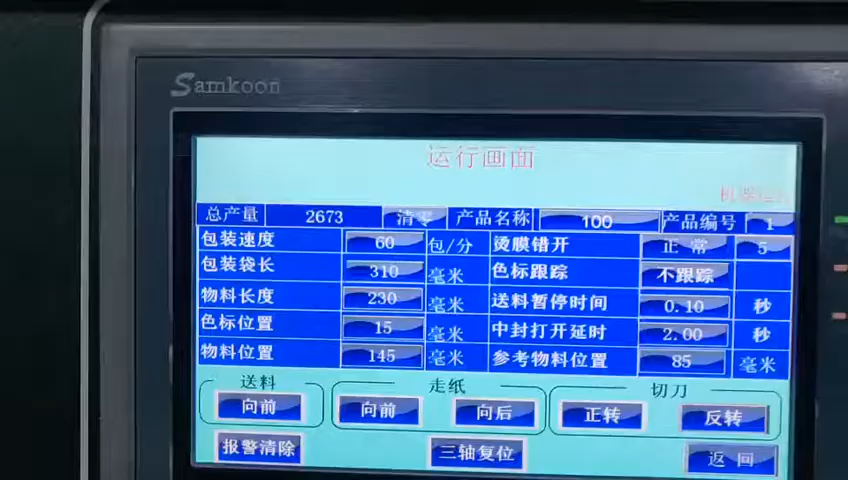 Samkoon
运行画面
机器运行
总产量 2673 清零 产品名称 100 产品编号 1
包装速度 60 包/分 烫膜错开 正常 5
包装袋长 310 毫米 色标跟踪 不跟踪
物料长度 230 毫米 送料暂停时间 0.10 秒
色标位置 15 毫米 中封打开延时 2.00 秒
物料位置 145 毫米 参考物料位置 85 毫米
送料 走纸 切刀
向前 向前 向后 正转 反转
报警清除 三轴复位 返回